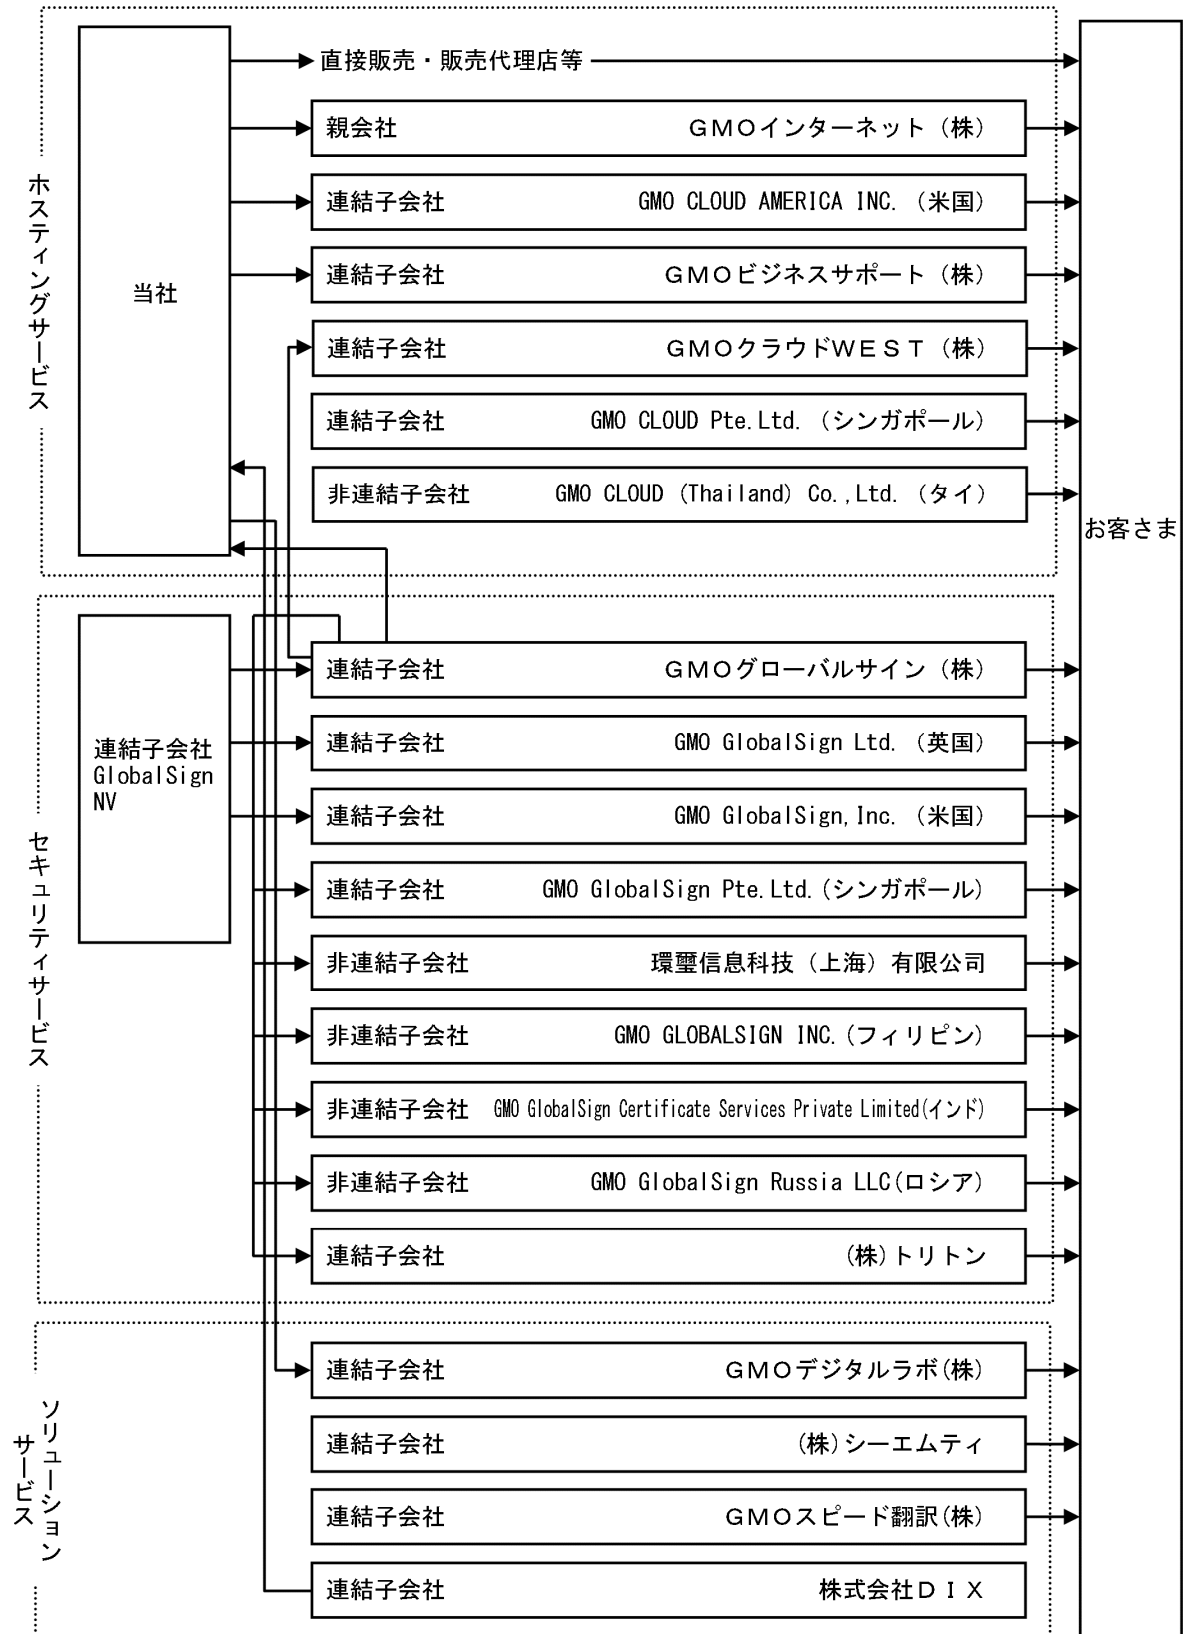 ホスティングサービス
当社
直接販売・販売代理店等
親会社 GMOインターネット（株）
連結子会社 GMO CLOUD AMERICA INC.（米国）
連結子会社 GMOビジネスサポート（株）
連結子会社 GMOクラウドWEST（株）
連結子会社 GMO CLOUD Pte.Ltd.（シンガポール）
非連結子会社 GMO CLOUD (Thailand) Co.,Ltd.（タイ）
お客さま
セキュリティサービス
連結子会社
GlobalSign
NV
連結子会社 GMOグローバルサイン（株）
連結子会社 GMO GlobalSign Ltd.（英国）
連結子会社 GMO GlobalSign,Inc.（米国）
連結子会社 GMO GlobalSign Pte.Ltd.(シンガポール)
非連結子会社 環璽信息科技（上海）有限公司
非連結子会社 GMO GLOBALSIGN INC.(フィリピン)
非連結子会社 GMO GlobalSign Certificate Services Private Limited(インド)
非連結子会社 GMO GlobalSign Russia LLC(ロシア)
連結子会社 (株)トリトン
ソリューション
サービス
連結子会社 GMOデジタルラボ(株)
連結子会社 (株)シーエムティ
連結子会社 GMOスピード翻訳(株)
連結子会社 株式会社DIX